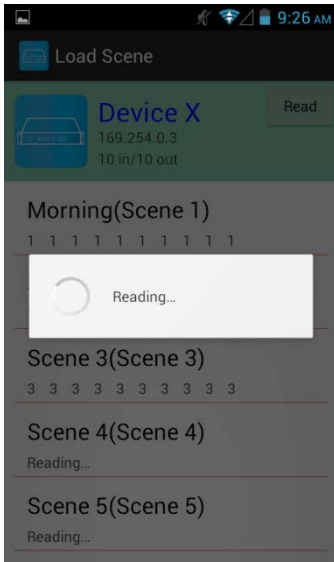 9:26 AM
Load Scene
Device X
Read
169.254.0.3
10 in/10 out
Morning(Scene 1)
1 1 1 1 1 1 1 1 1 1
Reading...
Scene 3(Scene 3)
3 3 3 3 3 3 3 3 3 3
Scene 4(Scene 4)
Reading...
Scene 5(Scene 5)
Reading...